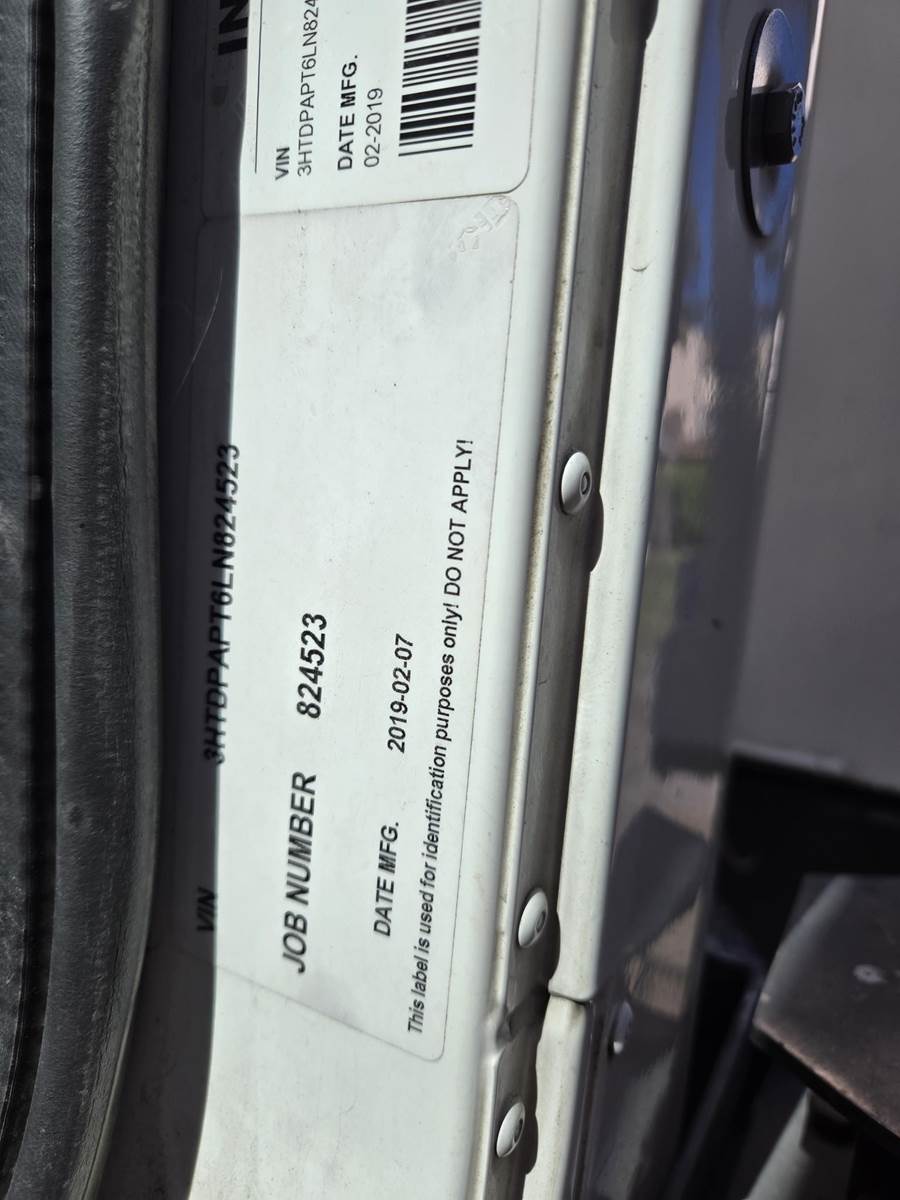 IN
VIN
3HTDPAPT6LN824
DATE MFG.
02-2019
VIN 3HTDPAPT6LN824523
JOB NUMBER 824523
DATE MFG. 2019-02-07
This label is used for identification purposes only! DO NOT APPLY!